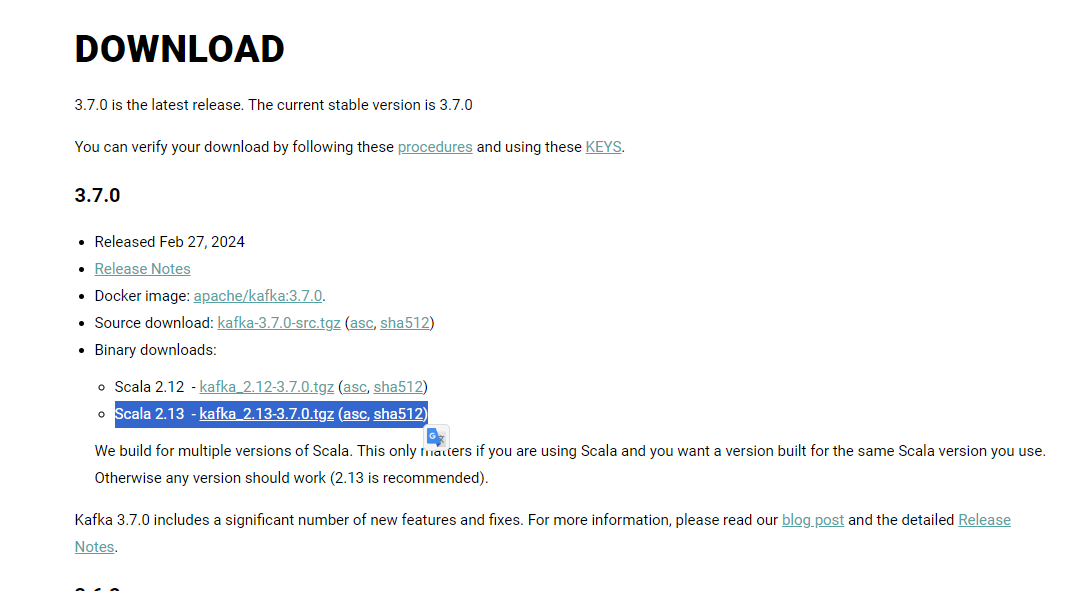 DOWNLOAD
3.7.0 is the latest release. The current stable version is 3.7.0
You can verify your download by following these procedures and using these KEYS.
3.7.0
Released Feb 27, 2024
Release Notes
Docker image: apache/kafka:3.7.0.
Source download: kafka-3.7.0-src.tgz (asc, sha512)
Binary downloads:
Scala 2.12 - kafka_2.12-3.7.0.tgz (asc, sha512)
Scala 2.13 - kafka_2.13-3.7.0.tgz (asc, sha512)
We build for multiple versions of Scala. This only matters if you are using Scala and you want a version built for the same Scala version you use.
Otherwise any version should work (2.13 is recommended).
Kafka 3.7.0 includes a significant number of new features and fixes. For more information, please read our blog post and the detailed Release
Notes.